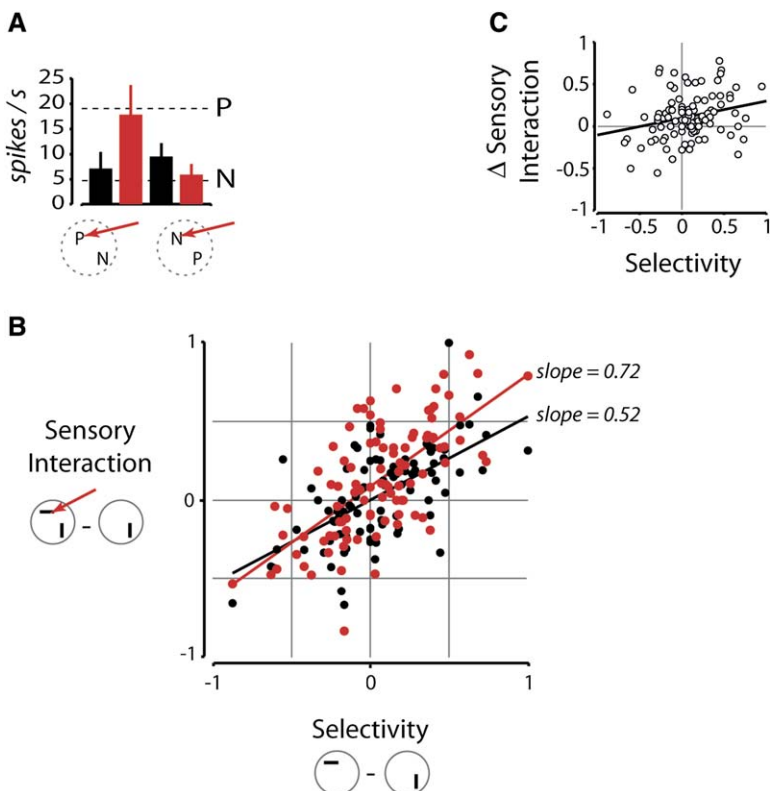 A
spikes / s
25
20
15
10
5
0
P
N
P
N
N
P
C
Δ Sensory
Interaction
1
0.5
0
-0.5
-1
-1 -0.5 0 0.5 1
Selectivity
B
Sensory
Interaction
-
1
0
-1
slope = 0.72
slope = 0.52
-1 0 1
Selectivity
-